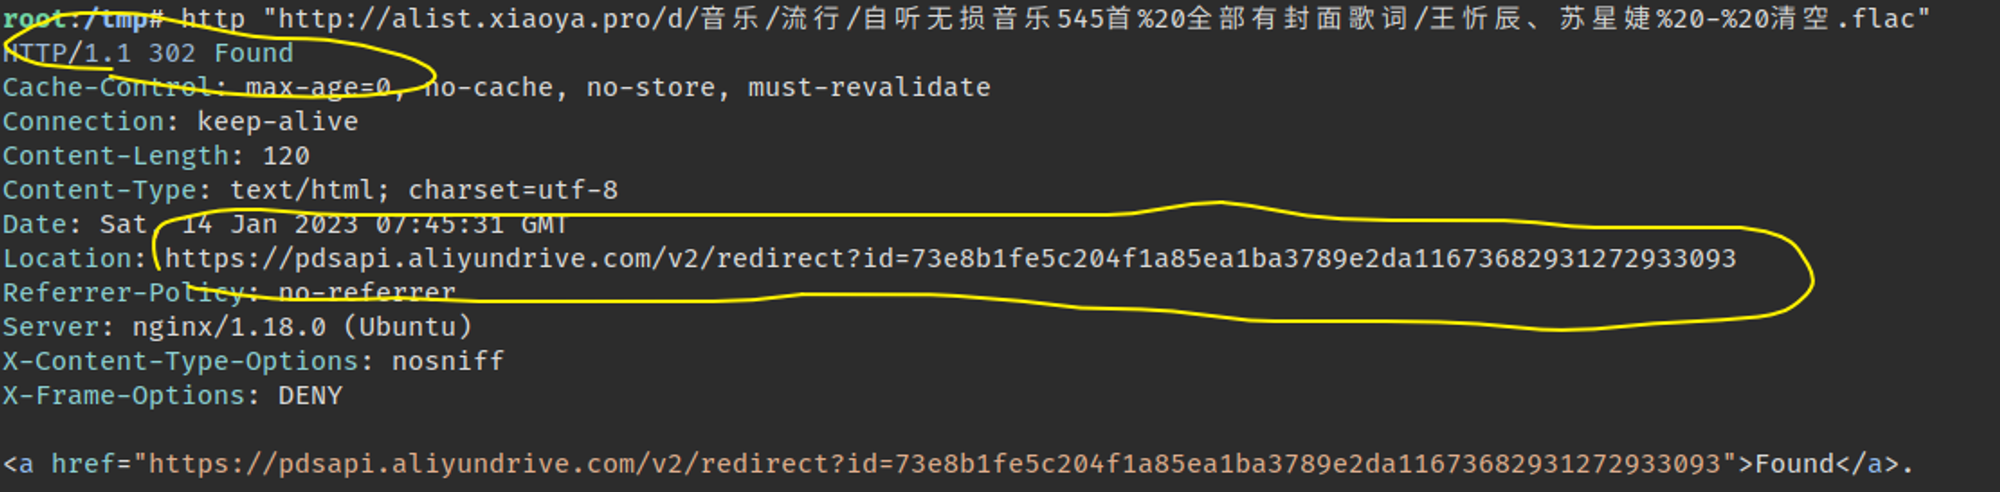 root:/tmp# http "http://alist.xiaoya.pro/d/音乐/流行/自听无损音乐545首%20全部有封面歌词/王忻辰、苏星婕%20-%20清空.flac"
HTTP/1.1 302 Found
Cache-Control: max-age=0, no-cache, no-store, must-revalidate
Connection: keep-alive
Content-Length: 120
Content-Type: text/html; charset=utf-8
Date: Sat, 14 Jan 2023 07:45:31 GMT
Location: https://pdsapi.aliyundrive.com/v2/redirect?id=73e8b1fe5c204f1a85ea1ba3789e2da11673682931272933093
Referrer-Policy: no-referrer
Server: nginx/1.18.0 (Ubuntu)
X-Content-Type-Options: nosniff
X-Frame-Options: DENY
<a href="https://pdsapi.aliyundrive.com/v2/redirect?id=73e8b1fe5c204f1a85ea1ba3789e2da11673682931272933093">Found</a>.